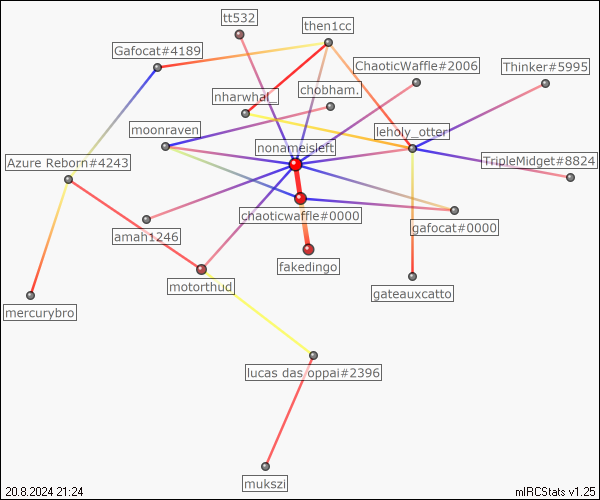 tt532
then1cc
Gafocat#4189
ChaoticWaffle#2006
Thinker#5995
nharwhal_
chobham.
moonraven
leholy_otter
nonameisleft
Azure Reborn#4243
TripleMidget#8824
chaoticwaffle#0000
amah1246
gafocat#0000
fakedingo
motorthud
gateauxcatto
mercurybro
lucas das oppai#2396
mukszi
20.8.2024 21:24
mIRCStats v1.25